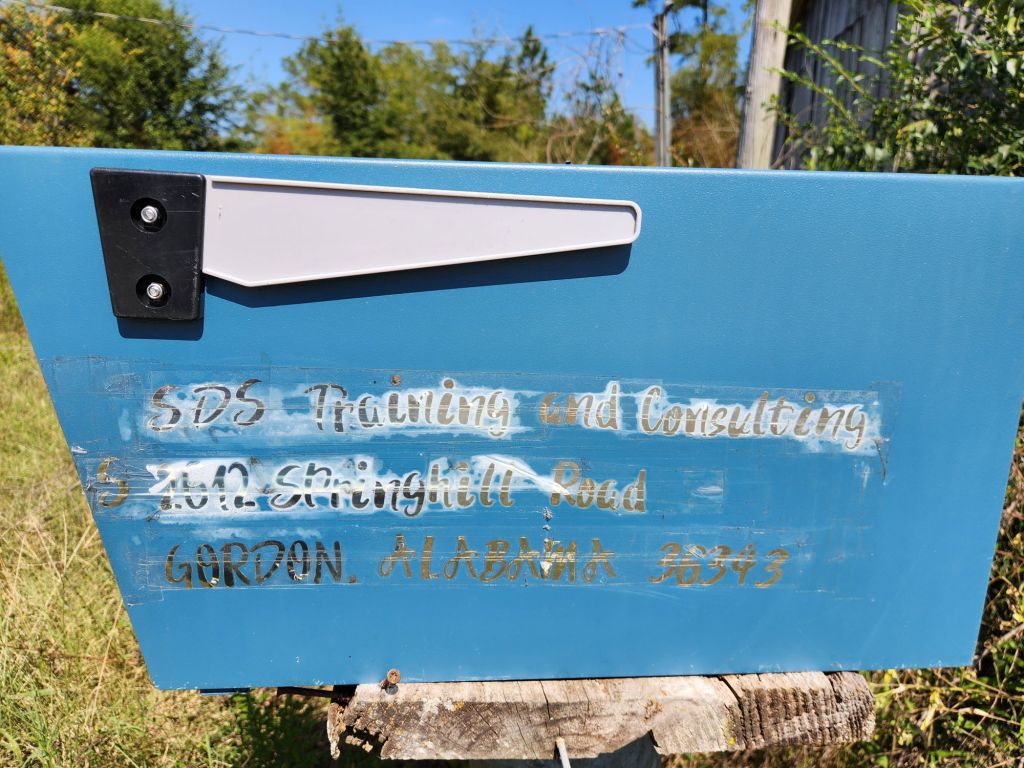 SDS Training and Consulting
S 2612 Springhill Road
GORDON, ALABAMA 36343